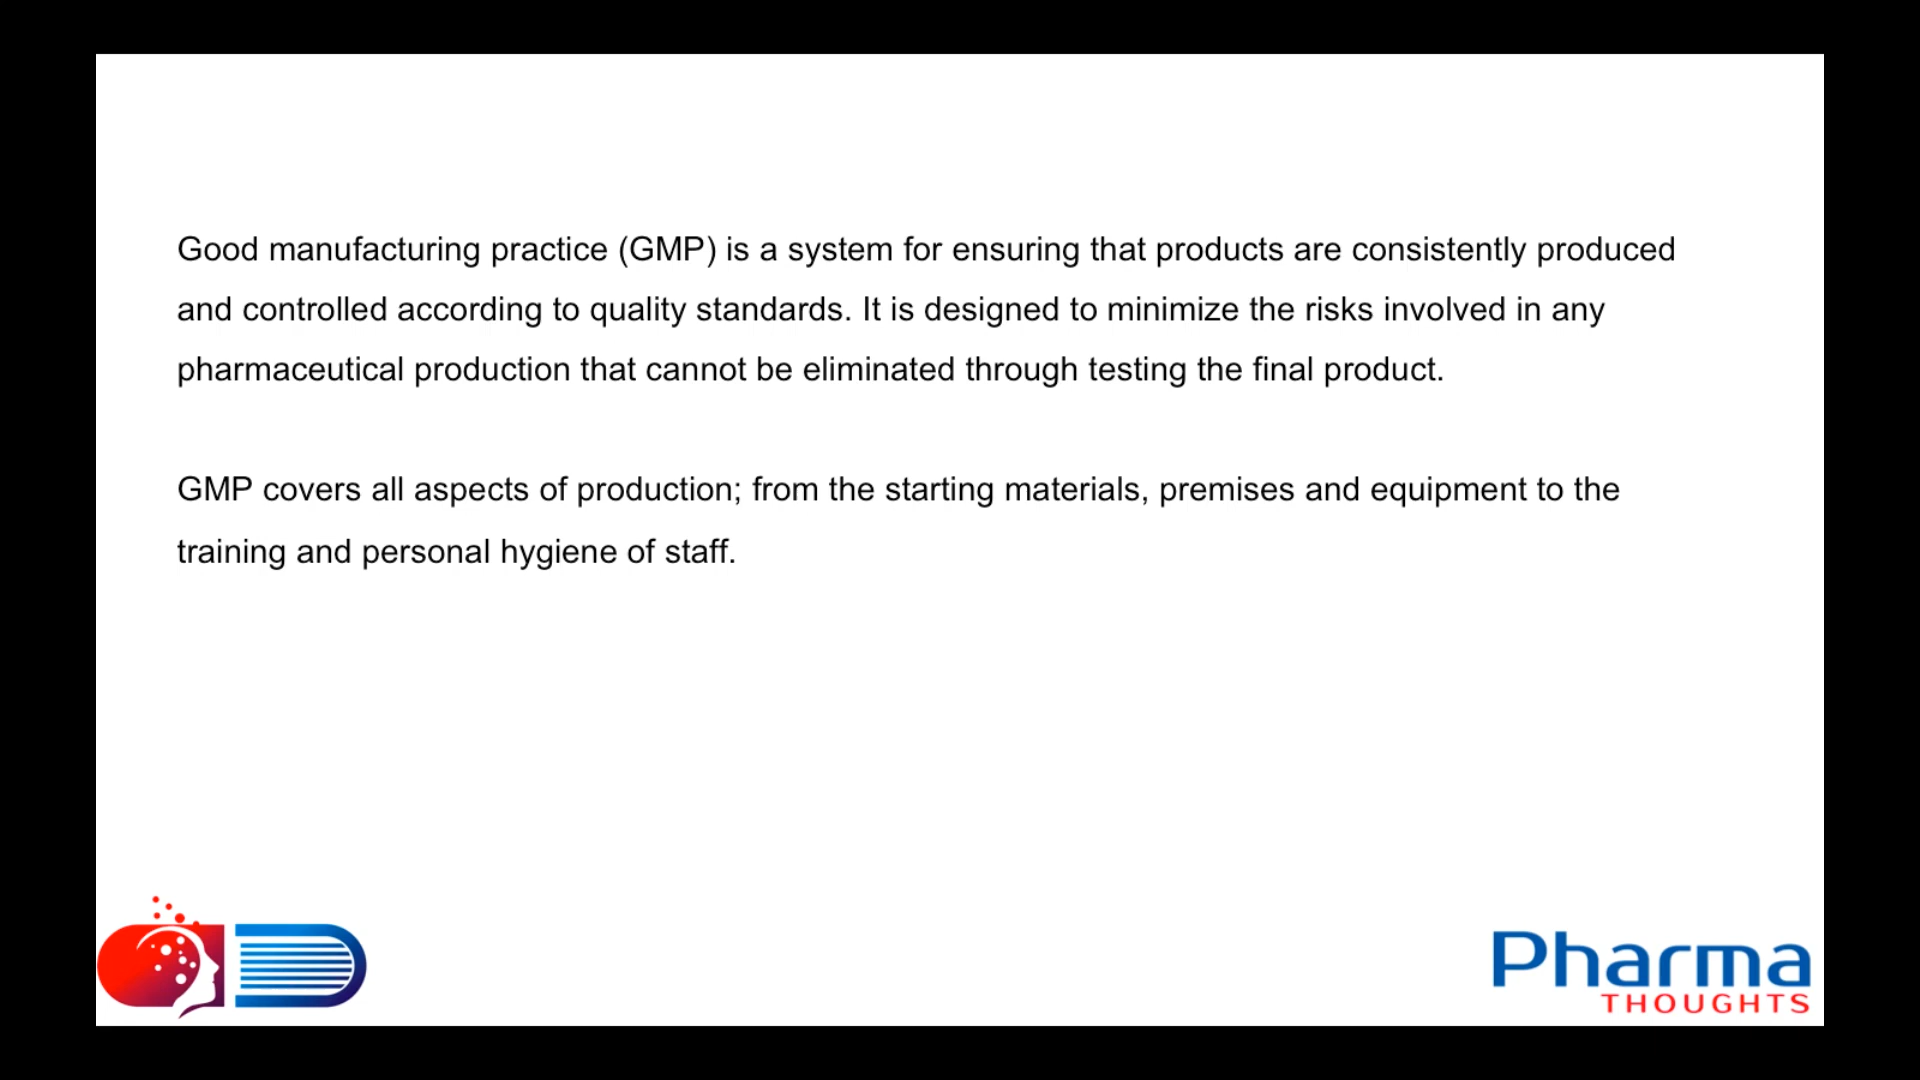 Good manufacturing practice (GMP) is a system for ensuring that products are consistently produced
and controlled according to quality standards. It is designed to minimize the risks involved in any
pharmaceutical production that cannot be eliminated through testing the final product.
GMP covers all aspects of production; from the starting materials, premises and equipment to the
training and personal hygiene of staff.
Pharma
THOUGHTS